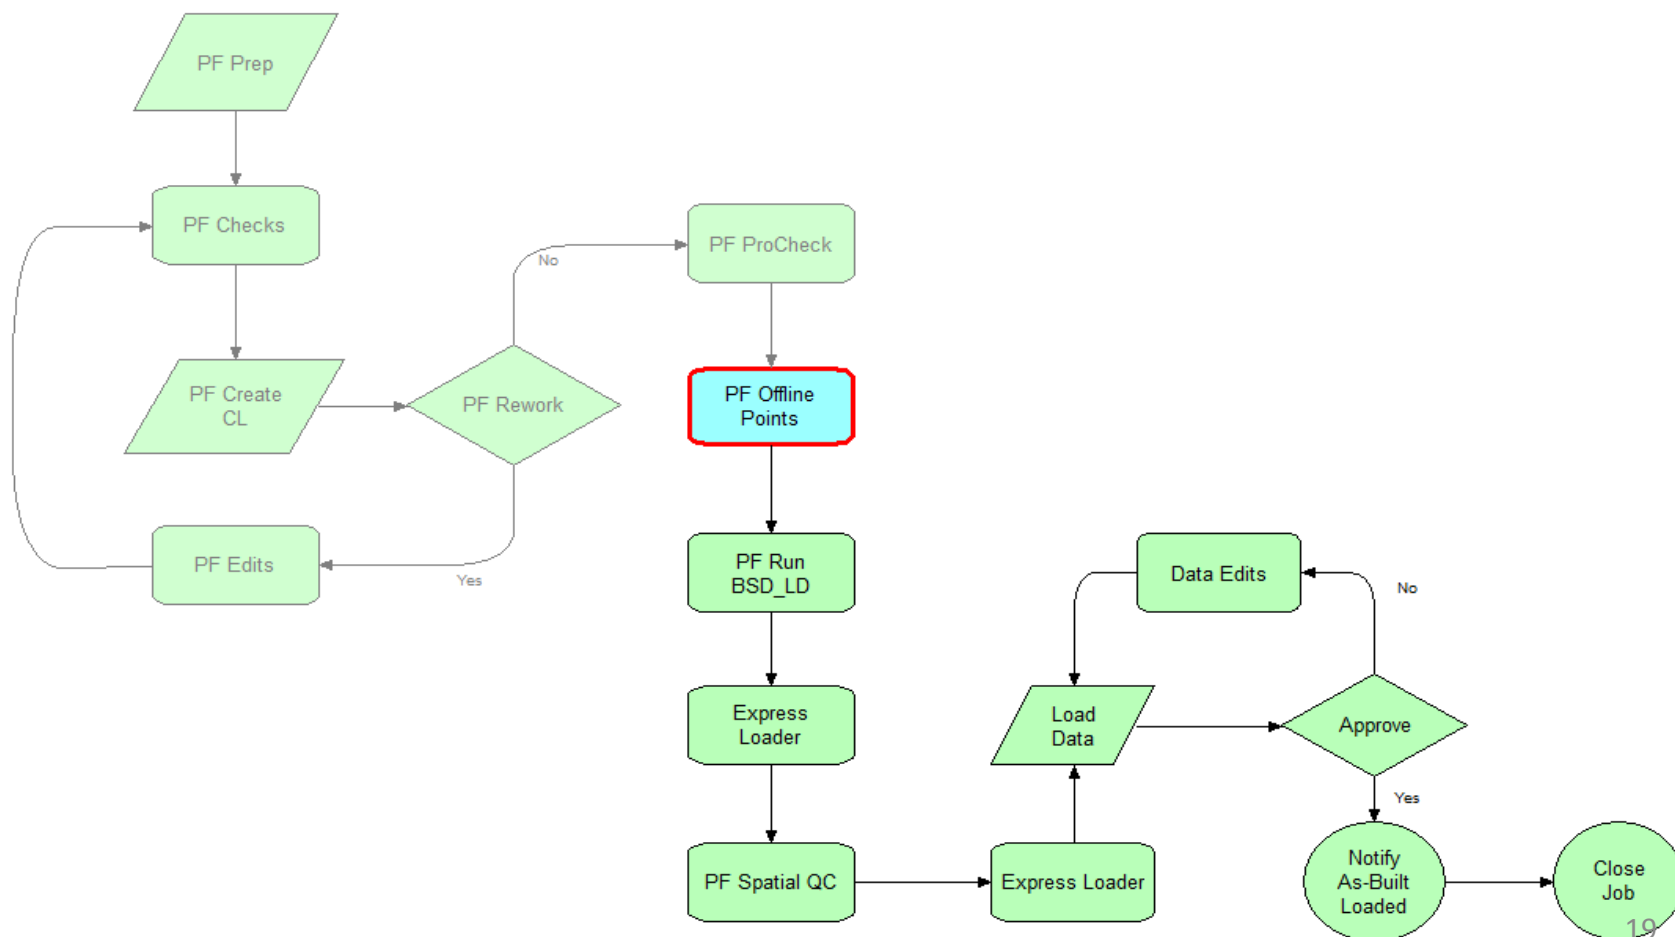 PF Prep
PF Checks
PF Create
CL
PF Rework
No
Yes
PF Edits
PF ProCheck
PF Offline
Points
PF Run
BSD_LD
Express
Loader
PF Spatial QC
Express Loader
Load
Data
Data Edits
No
Approve
Yes
Notify
As-Built
Loaded
Close
Job
19